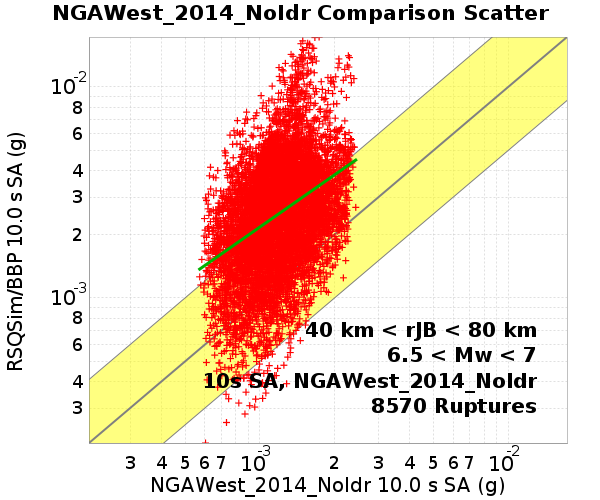 NGAWest_2014_NoIdr Comparison Scatter
10⁻²
8
6
4
3
2
10⁻³
8
6
4
3
RSQSim/BBP 10.0 s SA (g)
40 km < rJB < 80 km
6.5 < Mw < 7
10s SA, NGAWest_2014_NoIdr
8570 Ruptures
3 4 5 6 7 10⁻³ 2 3 4 5 6 7 10⁻² 2
NGAWest_2014_NoIdr 10.0 s SA (g)